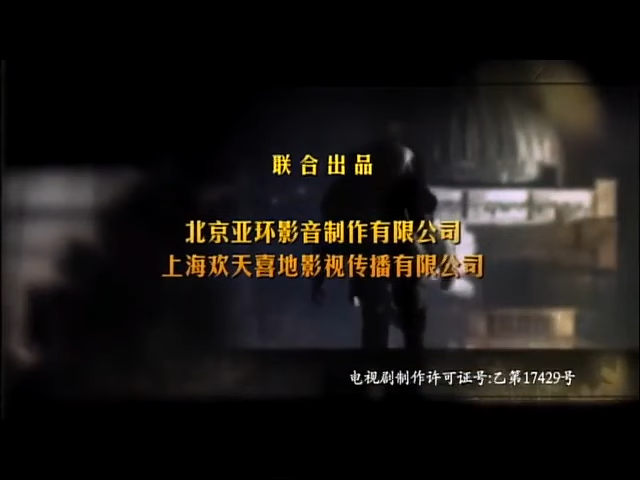 联合出品
北京亚环影音制作有限公司
上海欢天喜地影视传播有限公司
电视剧制作许可证号:乙第17429号